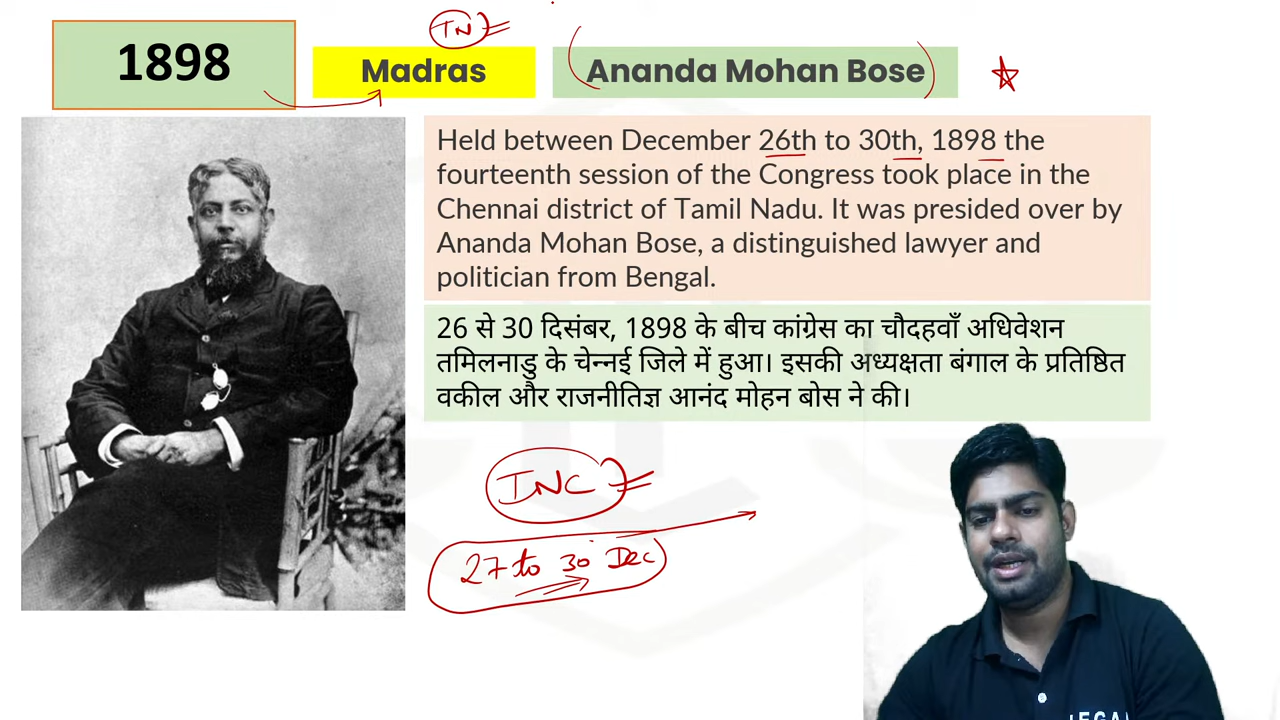 TN
1898
Madras
Ananda Mohan Bose
Held between December 26th to 30th, 1898 the
fourteenth session of the Congress took place in the
Chennai district of Tamil Nadu. It was presided over by
Ananda Mohan Bose, a distinguished lawyer and
politician from Bengal.
26 से 30 दिसंबर, 1898 के बीच कांग्रेस का चौदहवाँ अधिवेशन
तमिलनाडु के चेन्नई जिले में हुआ। इसकी अध्यक्षता बंगाल के प्रतिष्ठित
वकील और राजनीतिज्ञ आनंद मोहन बोस ने की।
INC
27 to 30 Dec